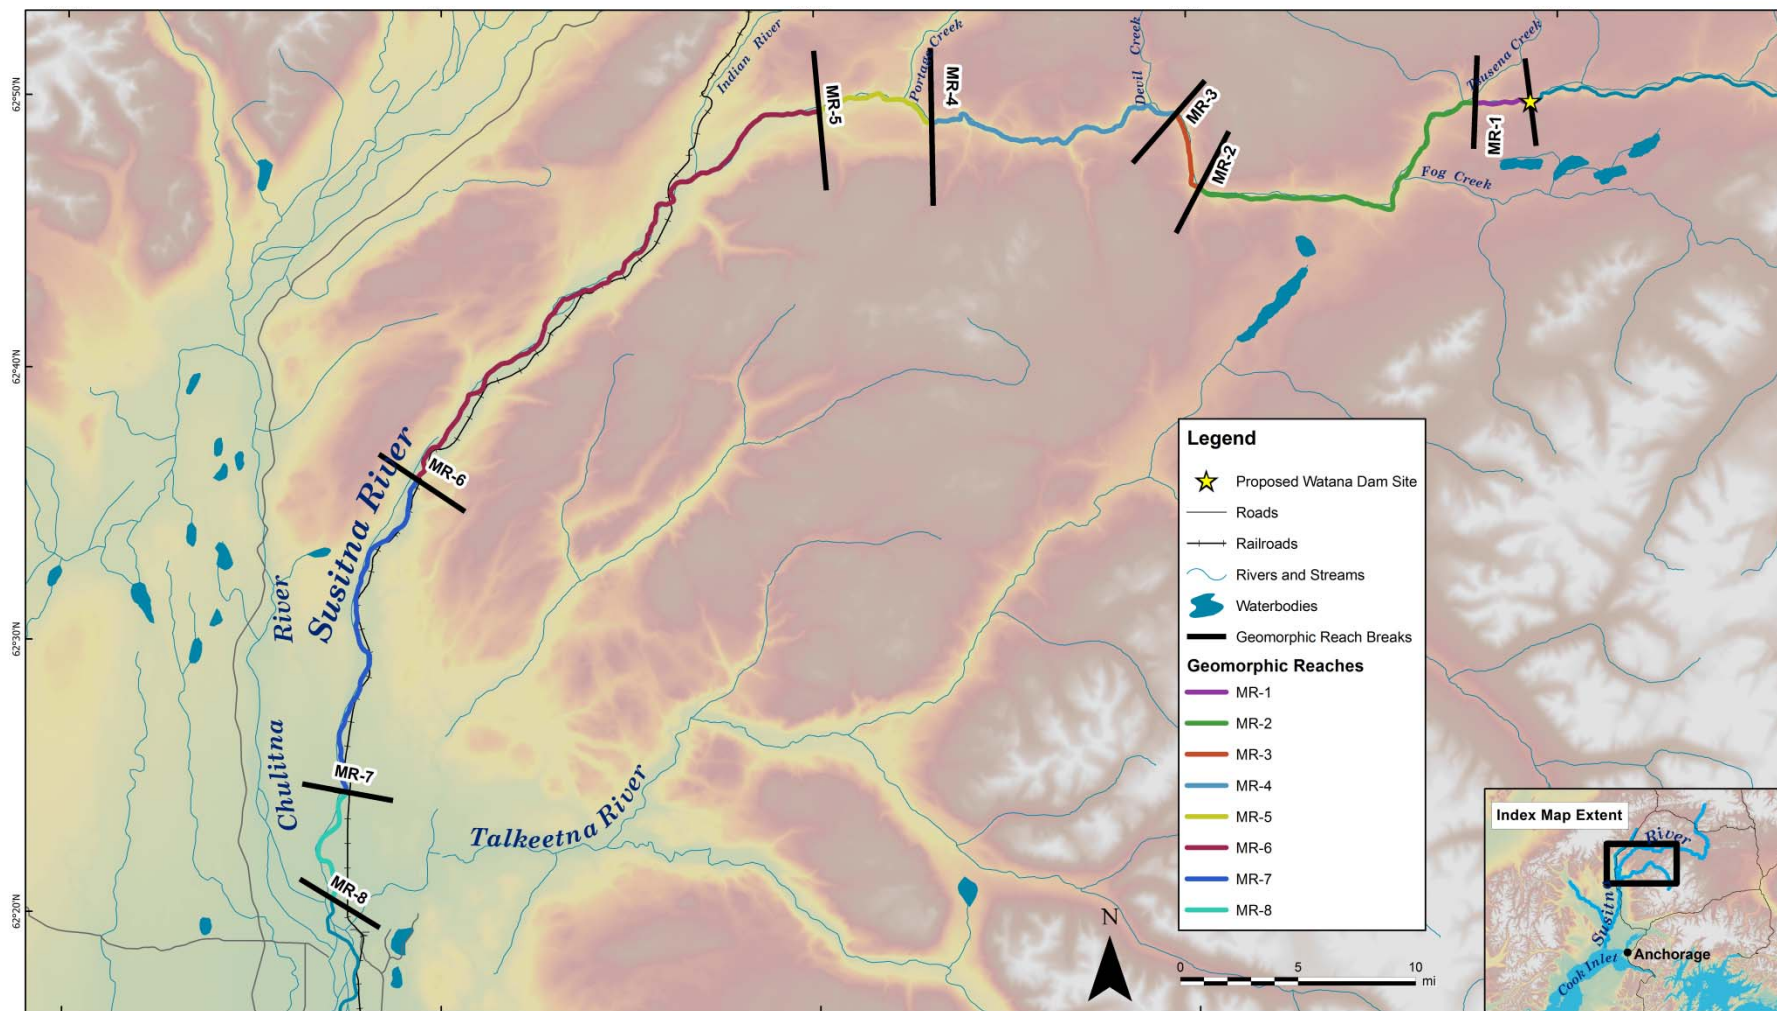 Indian River
Portage Creek
Devil Creek
Tsusena Creek
62°50'N
MR-5
MR-4
MR-3
MR-2
MR-1
Fog Creek
62°40'N
Susitna River
MR-6
62°30'N
Chulitna River
MR-7
Talkeetna River
MR-8
62°20'N
Legend
Proposed Watana Dam Site
Roads
Railroads
Rivers and Streams
Waterbodies
Geomorphic Reach Breaks
Geomorphic Reaches
MR-1
MR-2
MR-3
MR-4
MR-5
MR-6
MR-7
MR-8
N
0 5 10
mi
Index Map Extent
Susitna River
Anchorage
Cook Inlet